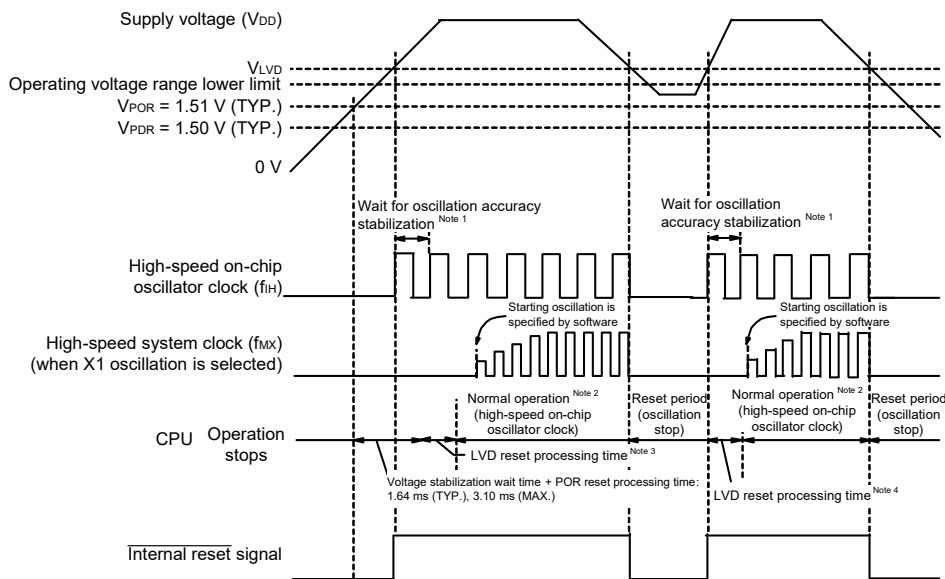 Supply voltage (VDD)
VLVD
Operating voltage range lower limit
VPOR = 1.51 V (TYP.)
VPDR = 1.50 V (TYP.)
0 V
Wait for oscillation accuracy
stabilization Note 1
Wait for oscillation
accuracy stabilization Note 1
High-speed on-chip
oscillator clock (fIH)
Starting oscillation is
specified by software
Starting oscillation is
specified by software
High-speed system clock (fMX)
(when X1 oscillation is selected)
Normal operation Note 2
(high-speed on-chip
oscillator clock)
Reset period
(oscillation
stop)
Normal operation Note 2
(high-speed on-chip
oscillator clock)
Reset period
(oscillation
stop)
CPU
Operation
stops
LVD reset processing time Note 3
Voltage stabilization wait time + POR reset processing time:
1.64 ms (TYP.), 3.10 ms (MAX.)
LVD reset processing time Note 4
Internal reset signal